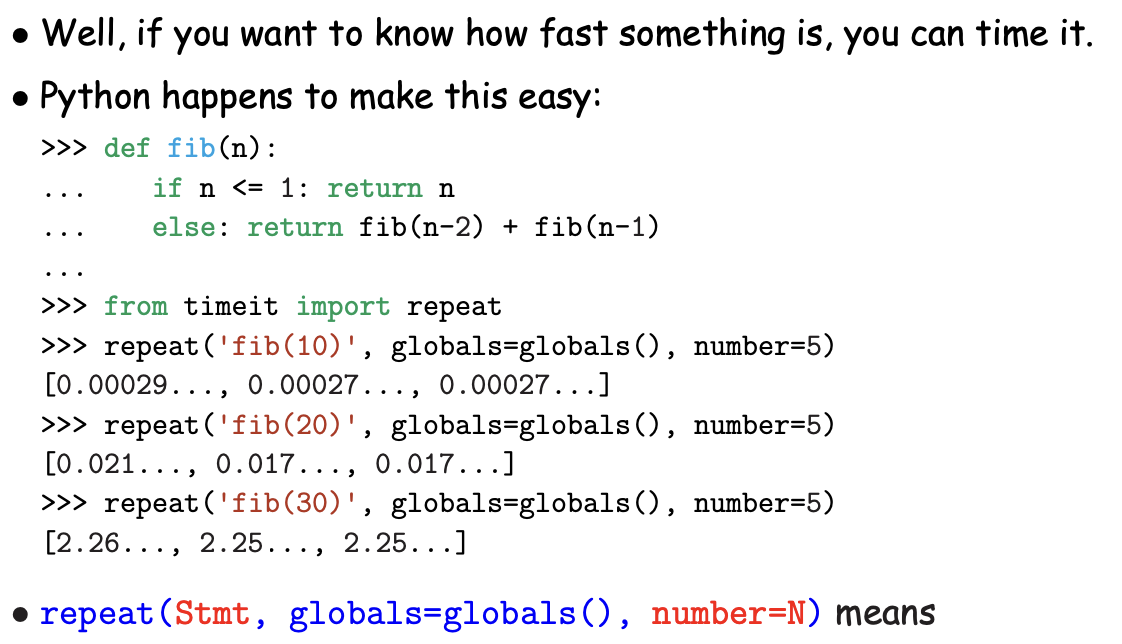 • Well, if you want to know how fast something is, you can time it.
• Python happens to make this easy:
>>> def fib(n):
...    if n <= 1: return n
...    else: return fib(n-2) + fib(n-1)
...
>>> from timeit import repeat
>>> repeat('fib(10)', globals=globals(), number=5)
[0.00029..., 0.00027..., 0.00027...]
>>> repeat('fib(20)', globals=globals(), number=5)
[0.021..., 0.017..., 0.017...]
>>> repeat('fib(30)', globals=globals(), number=5)
[2.26..., 2.25..., 2.25...]
• repeat(Stmt, globals=globals(), number=N) means